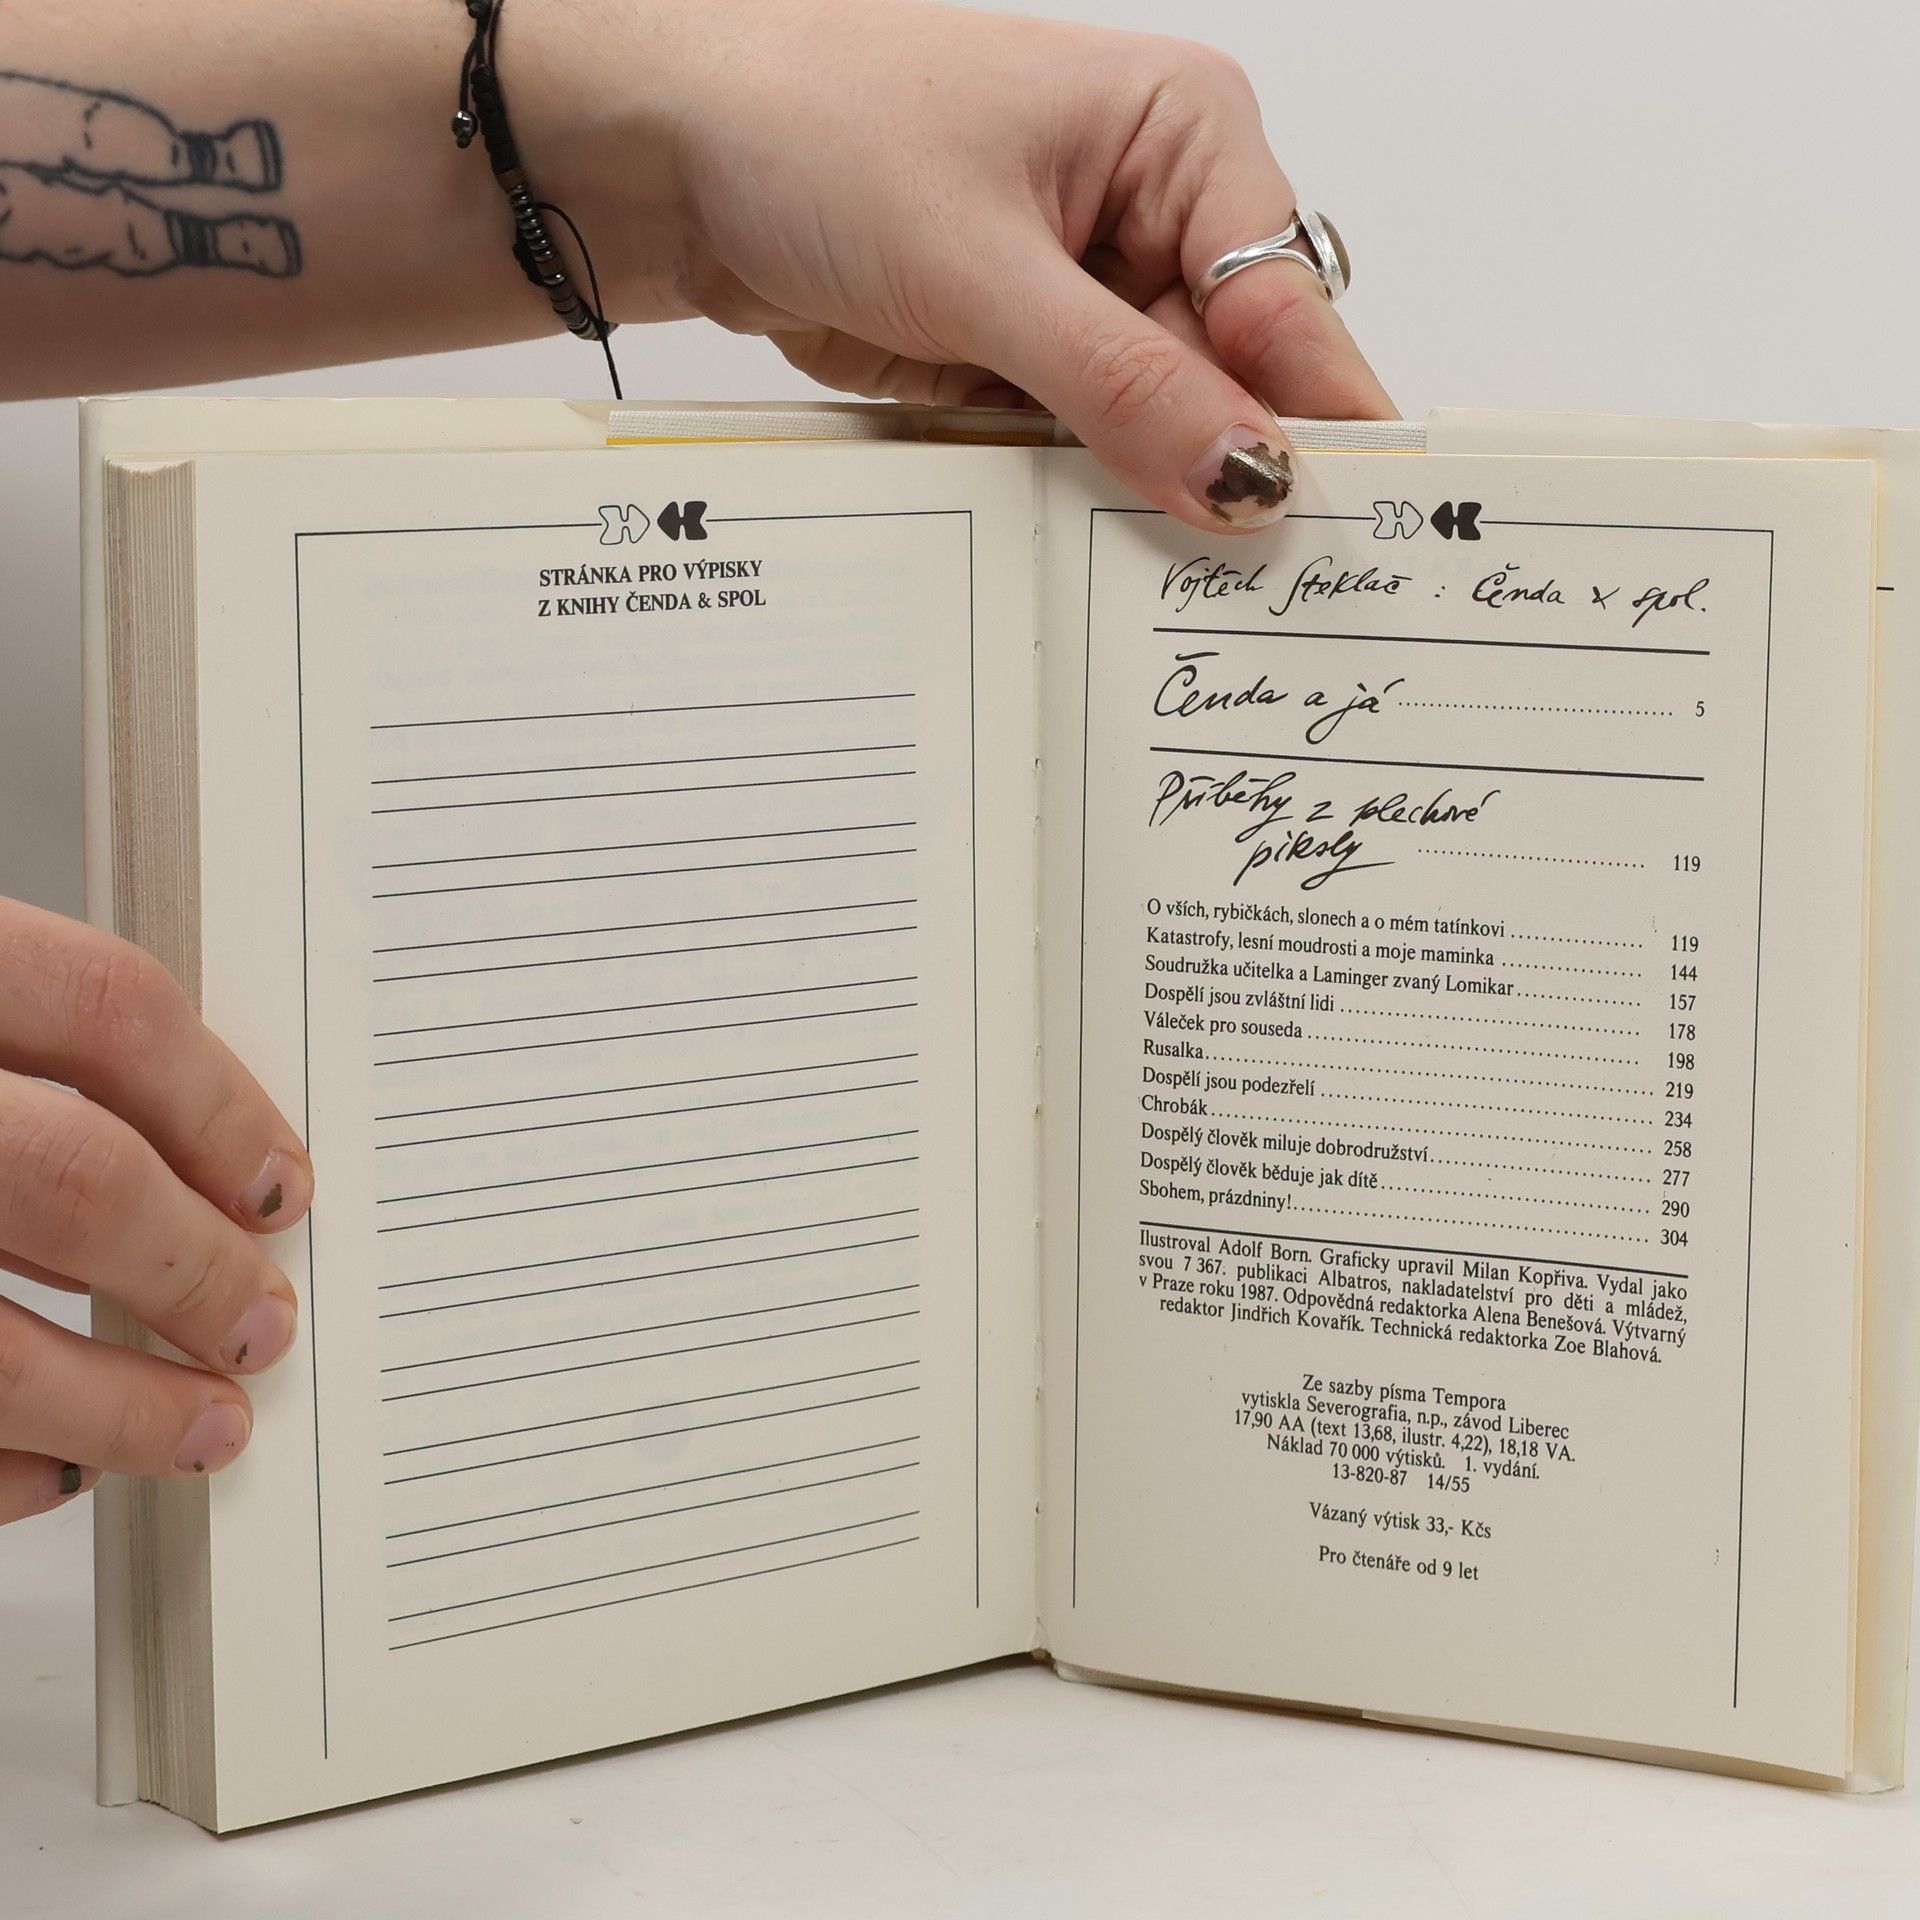 STRÁNKA PRO VÝPISKY
Z KNIHY ČENDA & SPOL
Vojtěch Steklač : Čenda & spol.
Čenda a já ........................................ 5
Příběhy z plechové
piksly ........................................ 119
O vších, rybičkách, slonech a o mém tatínkovi .................... 119
Katastrofy, lesní moudrosti a moje maminka .................... 144
Soudružka učitelka a Laminger zvaný Lomikar.................... 157
Dospělí jsou zvláštní lidi .................... 178
Váleček pro souseda .................... 198
Rusalka.................... 219
Dospělí jsou podezřelí .................... 234
Chrobák.................... 258
Dospělý člověk miluje dobrodružství.................... 277
Dospělý člověk běduje jak dítě.................... 290
Sbohem, prázdniny!.................... 304
Ilustroval Adolf Born. Graficky upravil Milan Kopřiva. Vydal jako
svou 7 367. publikaci Albatros, nakladatelství pro děti a mládež,
v Praze roku 1987. Odpovědná redaktorka Alena Benešová. Výtvarný
redaktor Jindřich Kovařík. Technická redaktorka Zoe Blahová.
Ze sazby písma Tempora
vytiskla Severografia, n.p., závod Liberec
17,90 AA (text 13,68, ilustr. 4,22), 18,18 VA.
Náklad 70 000 výtisků. 1. vydání.
13-820-87 14/55
Vázaný výtisk 33,- Kčs
Pro čtenáře od 9 let